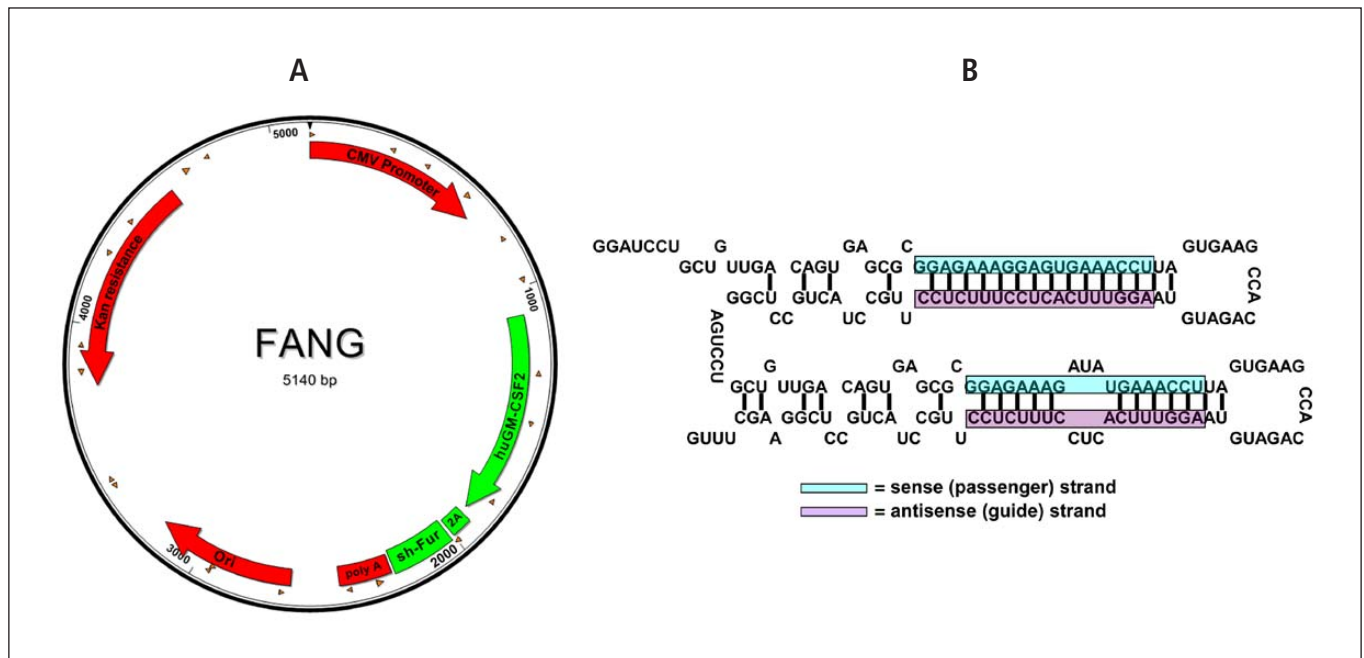 A
B
5000
CMV Promoter
1000
huGM-CSF2
2A
2000
sh-Fur
poly A
Ori
3000
4000
Kan resistance
FANG
5140 bp
GGAUCCU G GA C GUGAAG
GCU UUGA CAGU GCG GGAGAAAGGAGUGAAACCUUA
CCA
GGCU GUCA CGU CCUCUUUCCUCACUUUGGAAU
CC UC U GUAGAC
AGUCCU
G GA C AUA GUGAAG
GCU UUGA CAGU GCG GGAGAAAG UGAAACCUUA
CCA
CGA GGCU GUCA CGU CCUCUUUC ACUUUGGAAU
GUUU A CC UC U CUC GUAGAC
= sense (passenger) strand
= antisense (guide) strand